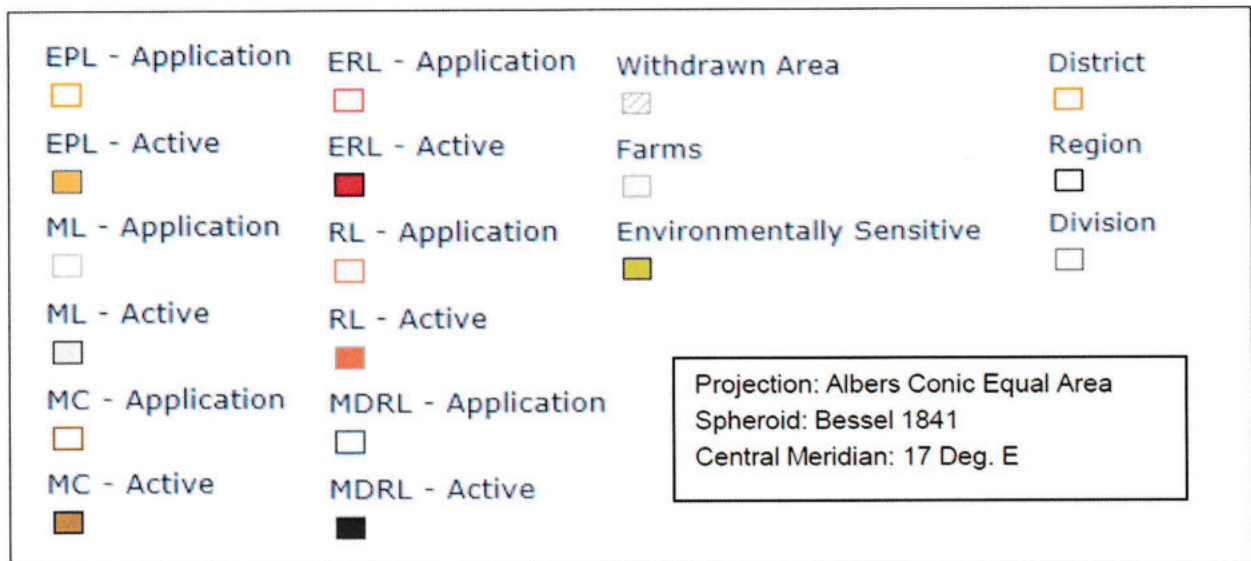 EPL - Application
EPL - Active
ML - Application
ML - Active
MC - Application
MC - Active
ERL - Application
ERL - Active
RL - Application
RL - Active
MDRL - Application
MDRL - Active
Withdrawn Area
Farms
Environmentally Sensitive
District
Region
Division
Projection: Albers Conic Equal Area
Spheroid: Bessel 1841
Central Meridian: 17 Deg. E